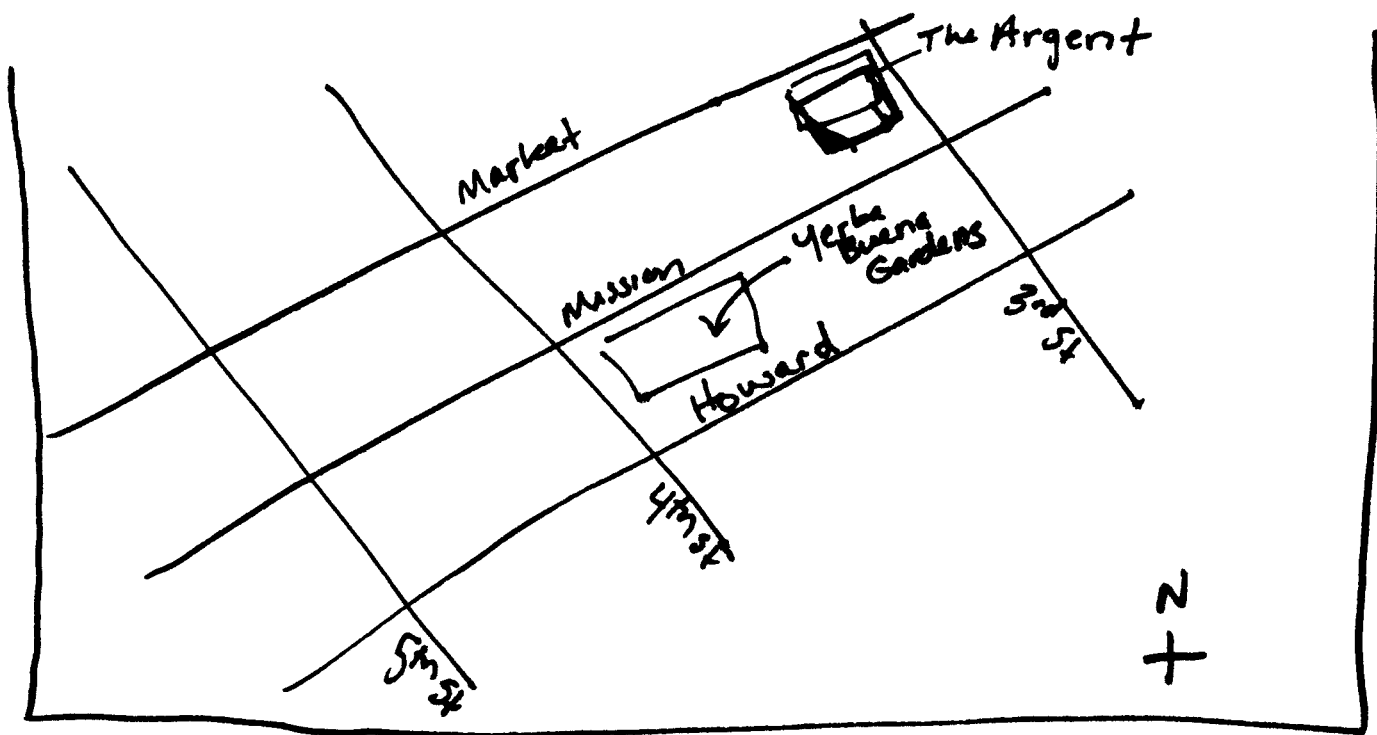 The Argent
Market
Yerba
Buena
Gardens
Mission
Howard
3rd
St
4th
St
5th
St
N